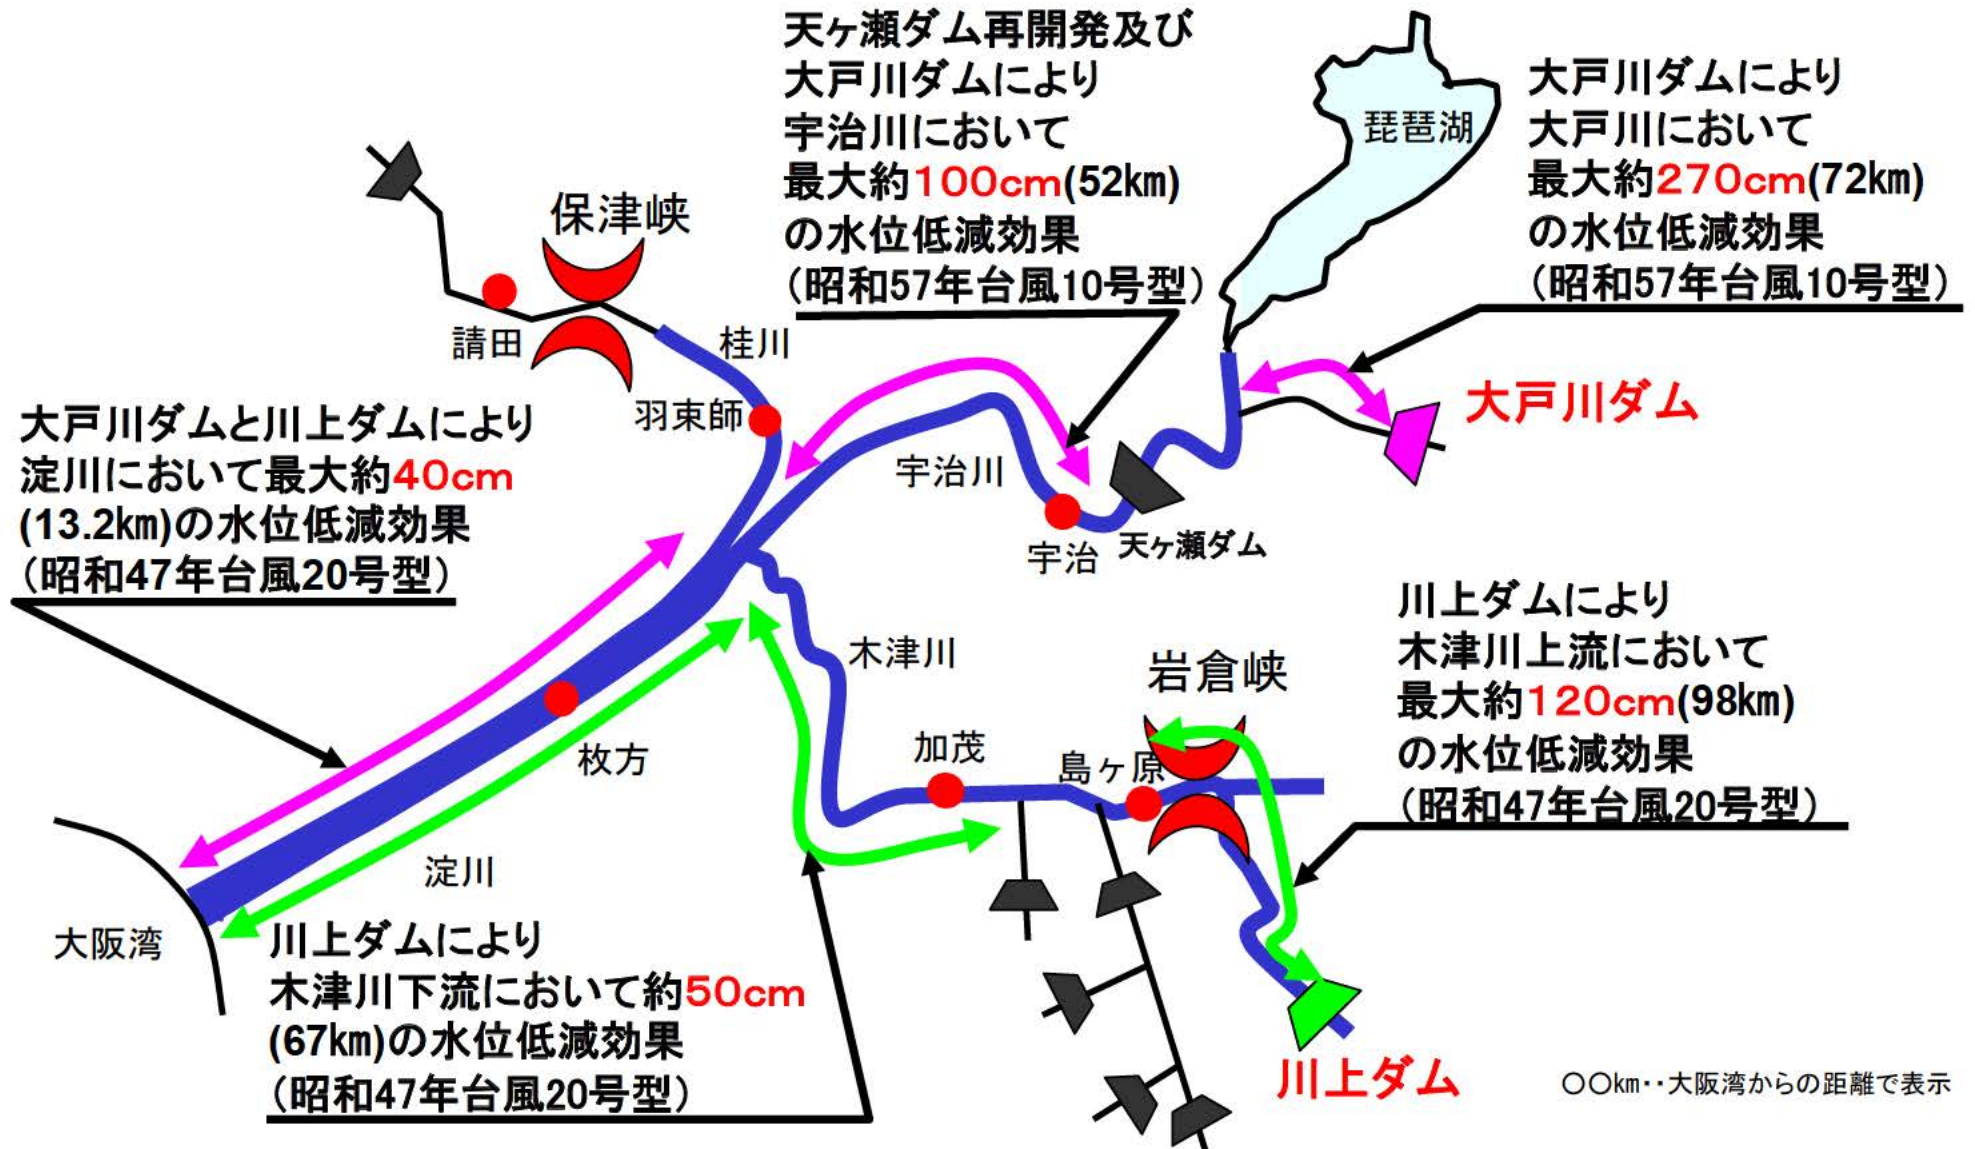 天ヶ瀬ダム再開発及び
大戸川ダムにより
宇治川において
最大約100cm(52㎞)
の水位低減効果
（昭和57年台風10号型）
琵琶湖
大戸川ダムにより
大戸川において
最大約270cm(72㎞)
の水位低減効果
（昭和57年台風10号型）
保津峡
請田
桂川
羽束師
大戸川ダム
大戸川ダムと川上ダムにより
淀川において最大約40cm
(13.2㎞)の水位低減効果
（昭和47年台風20号型）
宇治川
宇治
天ヶ瀬ダム
川上ダムにより
木津川上流において
最大約120cm(98㎞)
の水位低減効果
（昭和47年台風20号型）
木津川
岩倉峡
加茂
島ヶ原
枚方
淀川
大阪湾
川上ダムにより
木津川下流において約50cm
(67㎞)の水位低減効果
（昭和47年台風20号型）
川上ダム
〇〇㎞・・大阪湾からの距離で表示